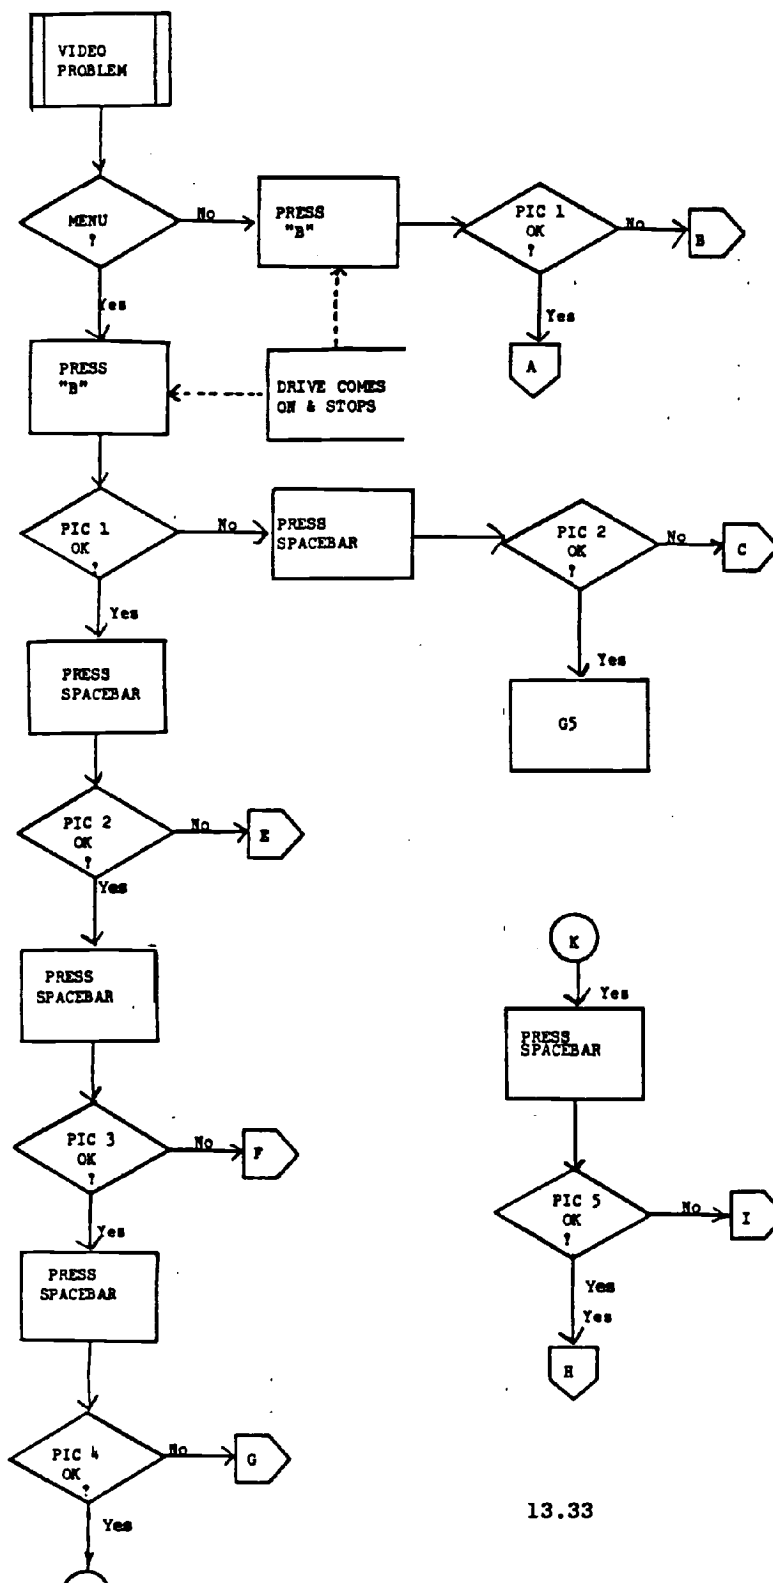 VIDEO
PROBLEM
MENU
?
No
PRESS
"B"
PIC 1
OK
?
No
B
Yes
A
Yes
PRESS
"B"
DRIVE COMES
ON & STOPS
PIC 1
OK
?
No
PRESS
SPACEBAR
PIC 2
OK
?
No
C
Yes
G5
Yes
PRESS
SPACEBAR
PIC 2
OK
?
No
E
Yes
PRESS
SPACEBAR
PIC 3
OK
?
No
F
Yes
PRESS
SPACEBAR
PIC 4
OK
?
No
G
Yes
K
Yes
PRESS
SPACEBAR
PIC 5
OK
?
No
I
Yes
Yes
H
13.33